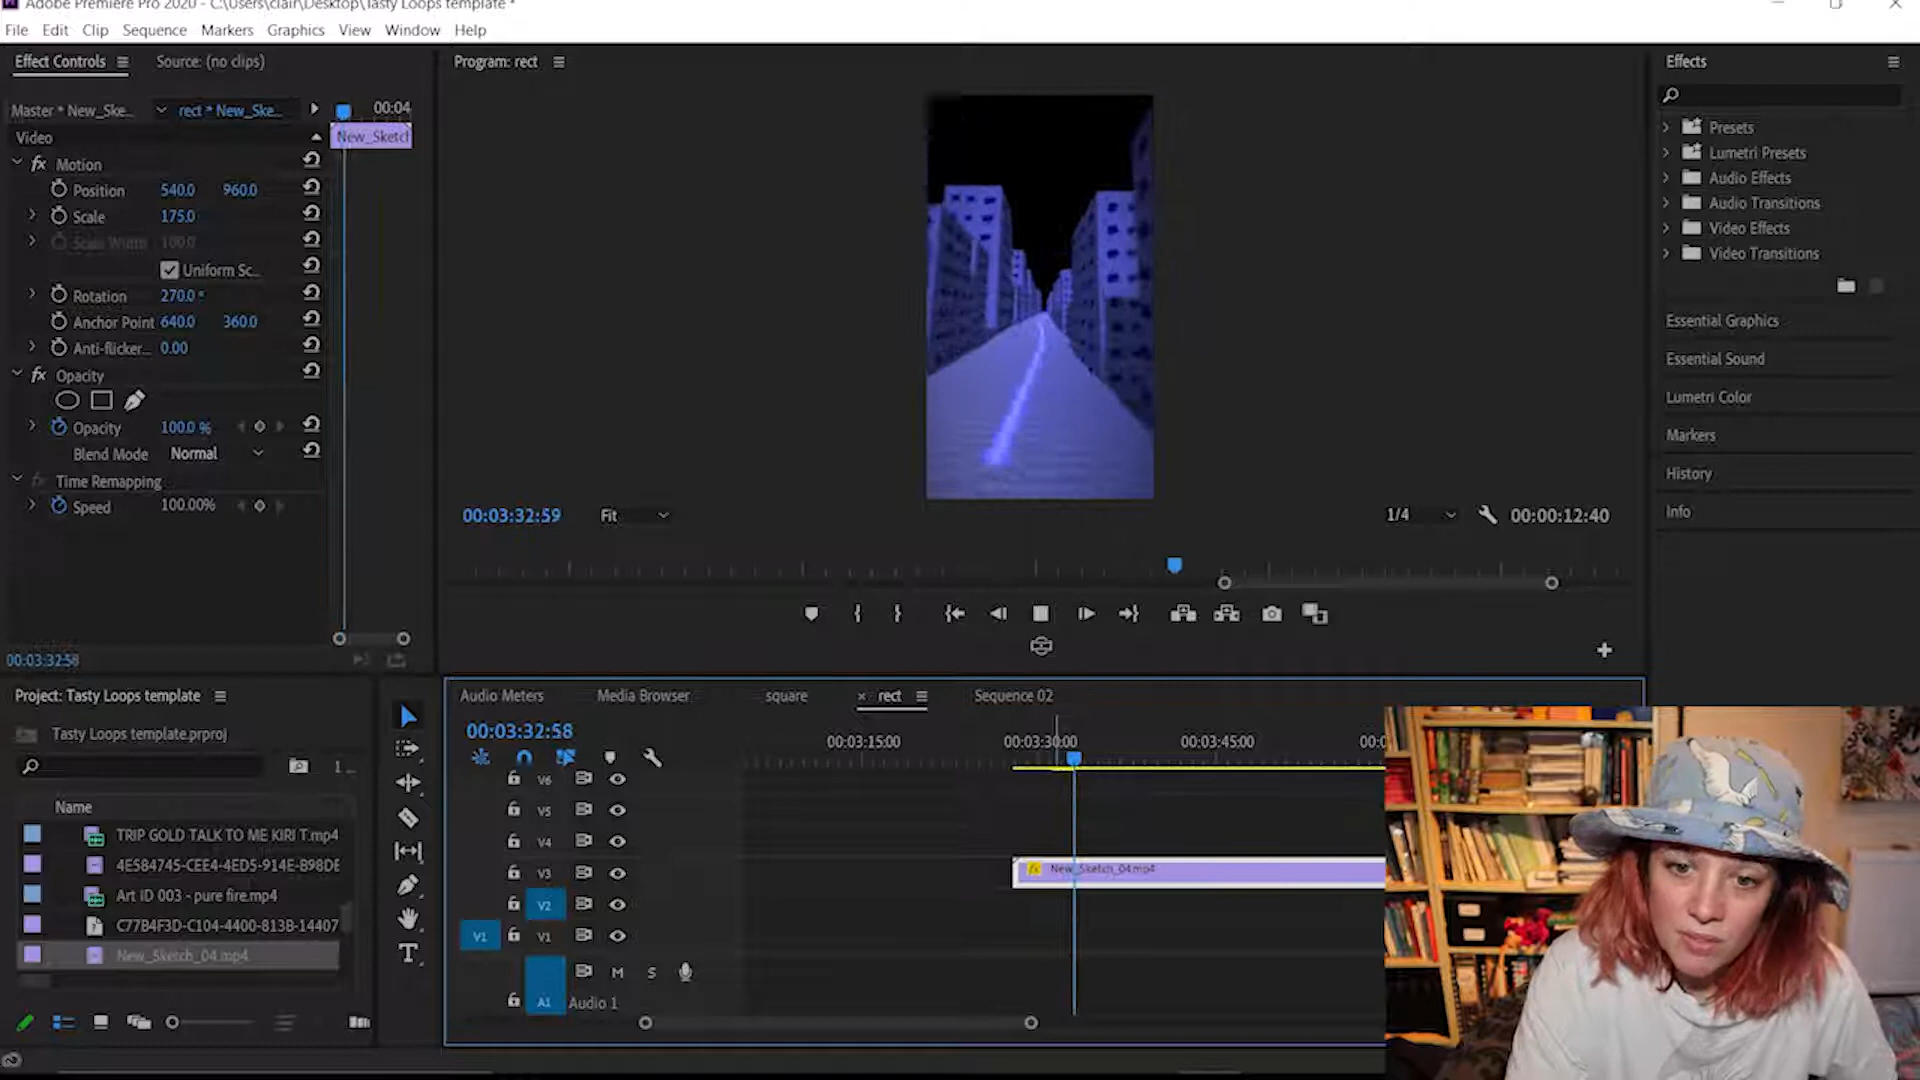 Adobe Premiere Pro 2020 - C:\Users\clair\Desktop\Tasty Loops template *
File Edit Clip Sequence Markers Graphics View Window Help
Effect Controls Source: (no clips)
Program: rect
Effects
Master * New_Ske... rect * New_Ske... 00:04
Video New_Sketch
Motion
Position 540.0 960.0
Scale 175.0
Scale Width 100.0
Uniform Sc...
Rotation 270.0 °
Anchor Point 640.0 360.0
Anti-flicker... 0.00
Opacity
Opacity 100.0 %
Blend Mode Normal
Time Remapping
Speed 100.00%
00:03:32:58
00:03:32:59 Fit 1/4 00:00:12:40
Presets
Lumetri Presets
Audio Effects
Audio Transitions
Video Effects
Video Transitions
Essential Graphics
Essential Sound
Lumetri Color
Markers
History
Info
Project: Tasty Loops template
Tasty Loops template.prproj
1 ...
Name
TRIP GOLD TALK TO ME KIRI T.mp4
4E584745-CEE4-4ED5-914E-B98DE
Art ID 003 - pure fire.mp4
C77B4F3D-C104-4400-813B-14407
New_Sketch_04.mp4
Audio Meters Media Browser square × rect Sequence 02
00:03:32:58
00:03:15:00 00:03:30:00 00:03:45:00 00:0
V6
V5
V4
V3 New_Sketch_04.mp4
V2
V1 V1
M S
A1 Audio 1